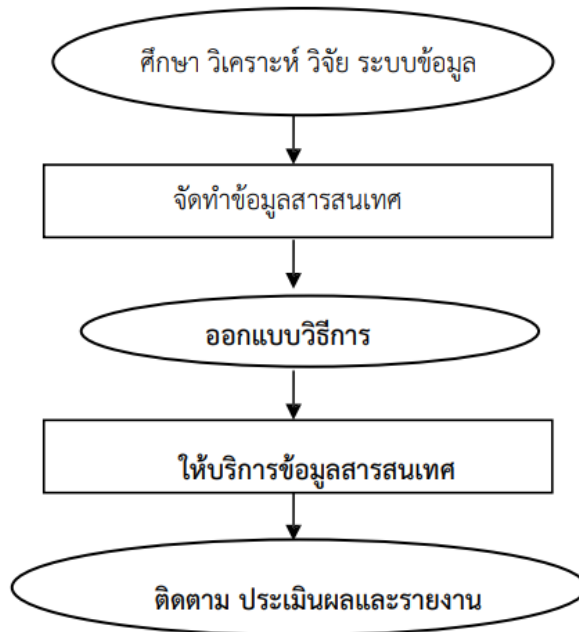 ศึกษา วิเคราะห์ วิจัย ระบบข้อมูล
จัดทำข้อมูลสารสนเทศ
ออกแบบวิธีการ
ให้บริการข้อมูลสารสนเทศ
ติดตาม ประเมินผลและรายงาน